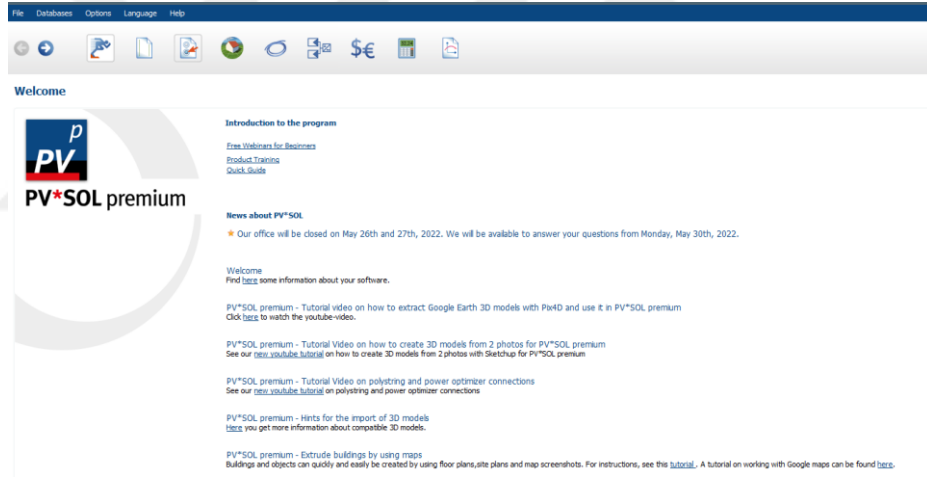 File Databases Options Language Help
$€
Welcome
p
PV
PV*SOL premium
Introduction to the program
Free Webinars for Beginners
Product Training
Quick Guide
News about PV*SOL
Our office will be closed on May 26th and 27th, 2022. We will be available to answer your questions from Monday, May 30th, 2022.
Welcome
Find here some information about your software.
PV*SOL premium - Tutorial video on how to extract Google Earth 3D models with Pix4D and use it in PV*SOL premium
Click here to watch the youtube-video.
PV*SOL premium - Tutorial Video on how to create 3D models from 2 photos for PV*SOL premium
See our new youtube tutorial on how to create 3D models from 2 photos with Sketchup for PV*SOL premium
PV*SOL premium - Tutorial Video on polystring and power optimizer connections
See our new youtube tutorial on polystring and power optimizer connections
PV*SOL premium - Hints for the import of 3D models
Here you get more information about compatible 3D models.
PV*SOL premium - Extrude buildings by using maps
Buildings and objects can quickly and easily be created by using floor plans,site plans and map screenshots. For instructions, see this tutorial . A tutorial on working with Google maps can be found here.